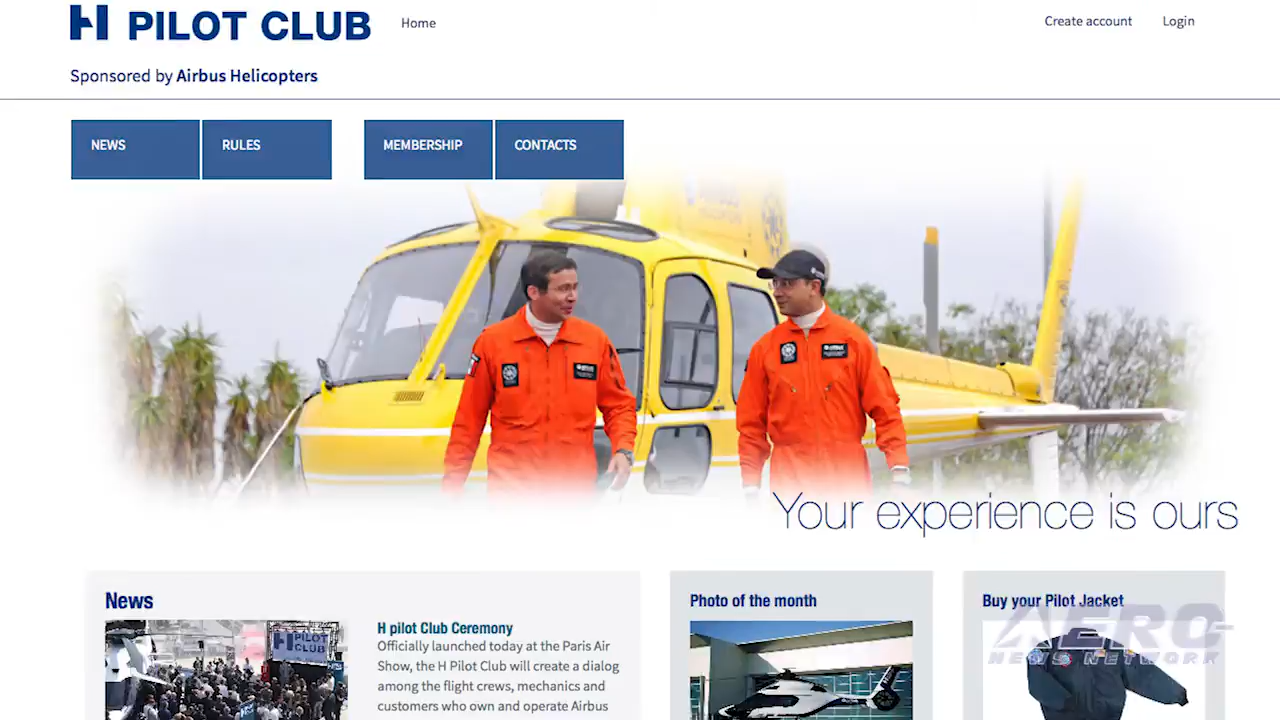 H PILOT CLUB
Home
Create account
Login
Sponsored by Airbus Helicopters
NEWS
RULES
MEMBERSHIP
CONTACTS
Your experience is ours
News
H PILOT
CLUB
H pilot Club Ceremony
Officially launched today at the Paris Air
Show, the H Pilot Club will create a dialog
among the flight crews, mechanics and
customers who own and operate Airbus
Photo of the month
Buy your Pilot Jacket
AERO-
NEWS NETWORK